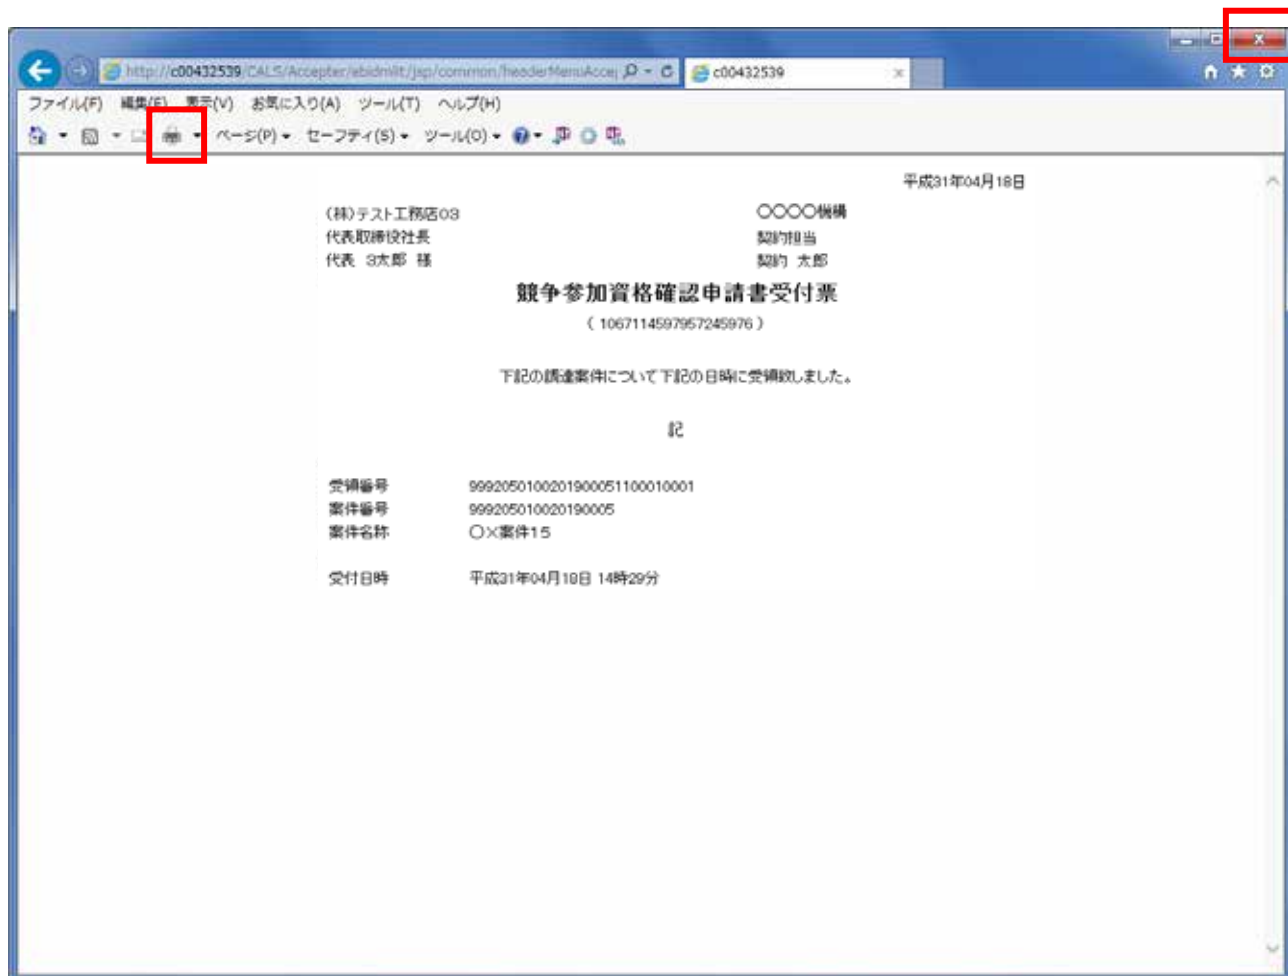 http://c00432539/CALS/Accepter/ebidmlit/jsp/common/headerMenuAccep
c00432539
ファイル(F) 編集(E) 表示(V) お気に入り(A) ツール(T) ヘルプ(H)
ページ(P) セーフティ(S) ツール(O)
平成31年04月18日
(株)テスト工務店03
〇〇〇〇機構
代表取締役社長
契約担当
代表 3太郎 様
契約 太郎
競争参加資格確認申請書受付票
( 1067114597957245976 )
下記の調達案件について下記の日時に受領致しました。
記
受領番号 9992050100201900051100010001
案件番号 999205010020190005
案件名称 〇×案件15
受付日時 平成31年04月18日 14時29分